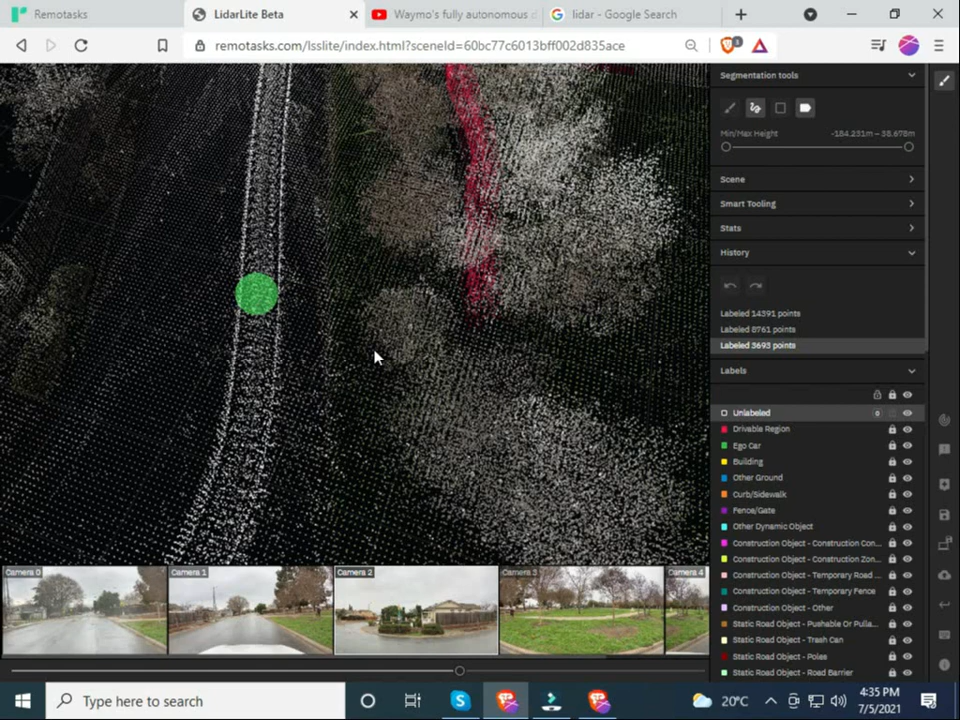 Remotasks
LidarLite Beta
Waymo's fully autonomous
lidar - Google Search
remotasks.com/lsslite/index.html?sceneId=60bc77c6013bff002d835ace
Segmentation tools
Min/Max Height
-184.231m – 38.678m
Scene
Smart Tooling
Stats
History
Labeled 14391 points
Labeled 8761 points
Labeled 3693 points
Labels
Unlabeled
Drivable Region
Ego Car
Building
Other Ground
Curb/Sidewalk
Fence/Gate
Other Dynamic Object
Construction Object - Construction Con...
Construction Object - Construction Zon...
Construction Object - Temporary Road ...
Construction Object - Temporary Fence
Construction Object - Other
Static Road Object - Pushable Or Pulla...
Static Road Object - Trash Can
Static Road Object - Poles
Static Road Object - Road Barrier
Camera 0
Camera 1
Camera 2
Camera 3
Camera 4
Type here to search
20°C
4:35 PM
7/5/2021